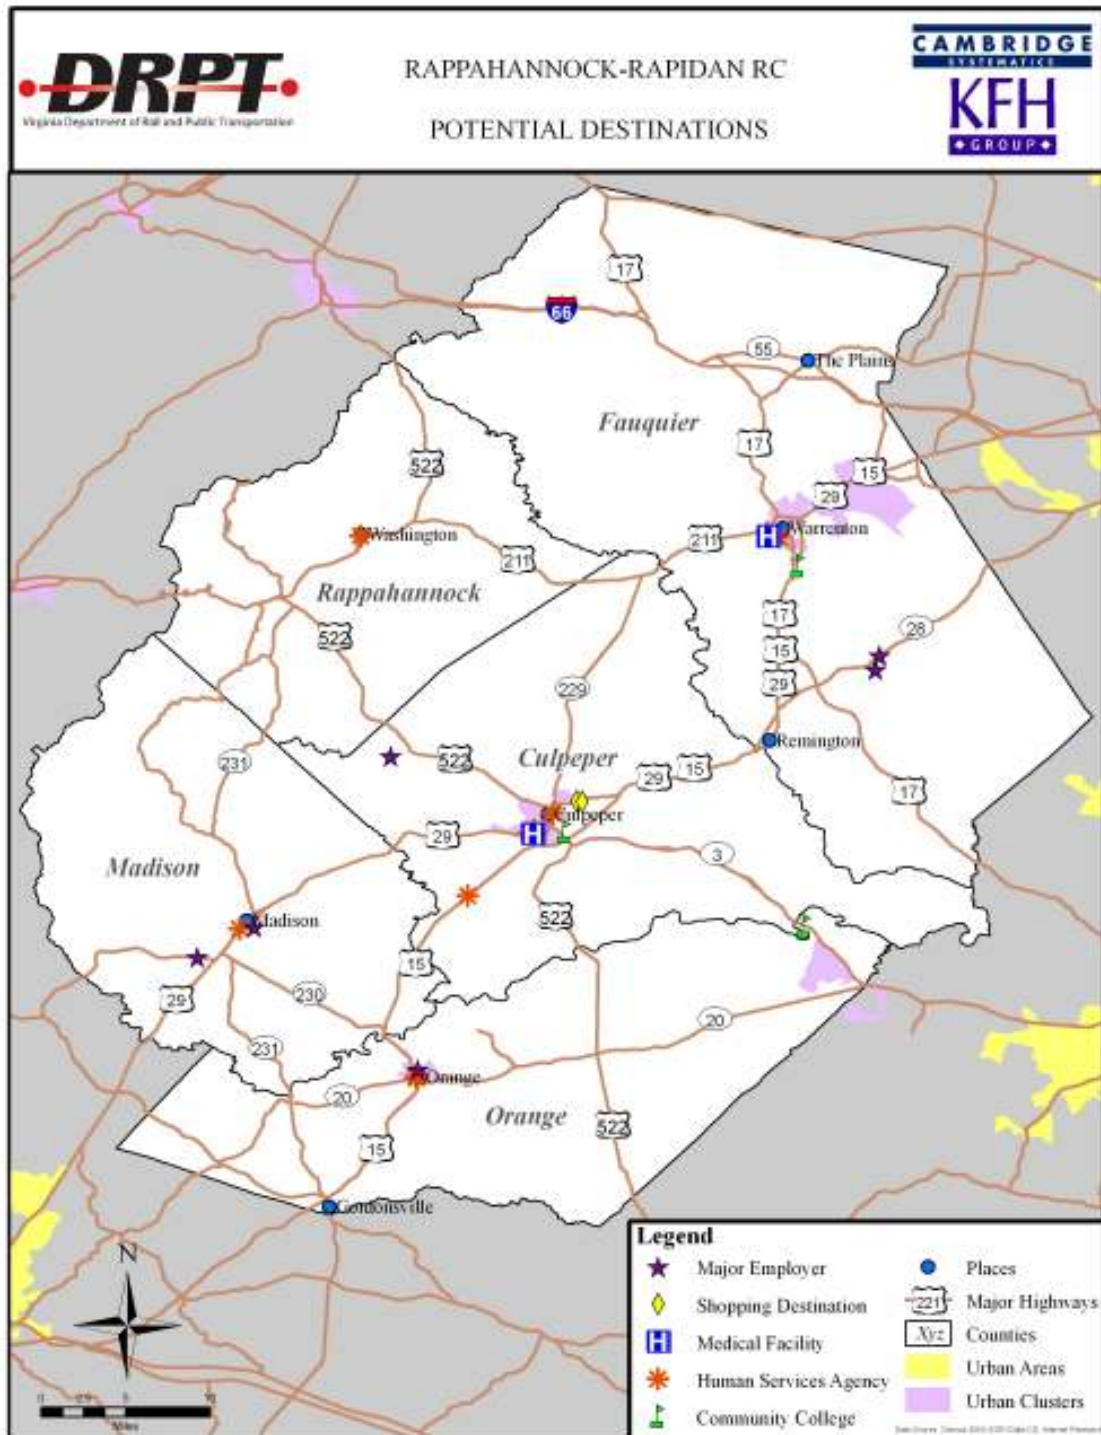 DRPT
Virginia Department of Rail and Public Transportation
RAPPAHANNOCK-RAPIDAN RC
POTENTIAL DESTINATIONS
CAMBRIDGE
SYSTEMATICS
KFH
GROUP
17
66
55
The Plains
Fauquier
17
15
522
29
Washington
211
Warrenton
211
Rappahannock
17
28
522
15
229
29
Remington
231
522
Culpeper
29
15
17
Culpeper
29
3
Madison
522
Madison
15
29
230
20
231
Orange
20
Orange
522
15
Gordonsville
N
Legend
Major Employer
Shopping Destination
Medical Facility
Human Services Agency
Community College
Places
221
Major Highways
Xyz
Counties
Urban Areas
Urban Clusters
0
5
10
Miles